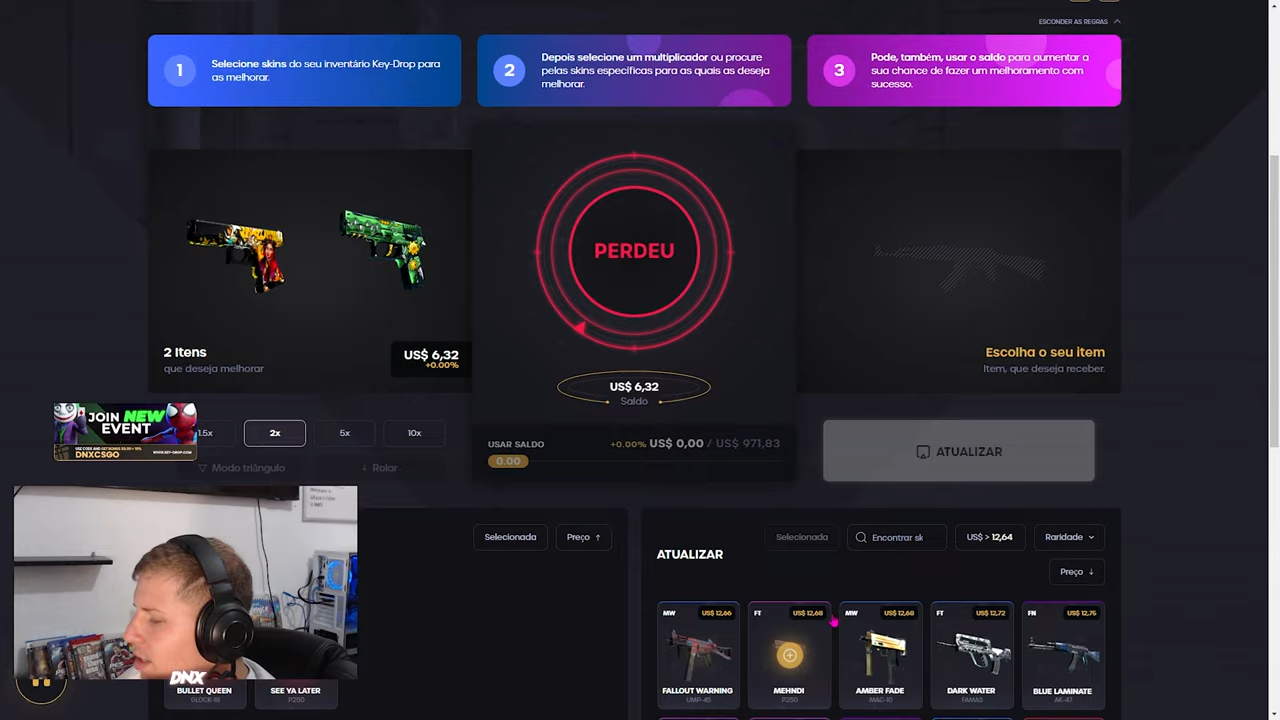 ESCONDER AS REGRAS
1
Selecione skins do seu inventário Key-Drop para
as melhorar.
2
Depois selecione um multiplicador ou procure
pelas skins específicas para as quais as deseja
melhorar.
3
Pode, também, usar o saldo para aumentar a
sua chance de fazer um melhoramento com
sucesso.
PERDEU
2 Itens
que deseja melhorar
US$ 6,32
+0.00%
US$ 6,32
Saldo
Escolha o seu item
Item, que deseja receber.
JOIN NEW
EVENT
DNXCSGO
WWW.KEY-DROP.COM
1.5x
2x
5x
10x
Modo triângulo
Rolar
USAR SALDO
+0.00% US$ 0,00 / US$ 971,83
0.00
ATUALIZAR
Selecionada
Preço ↑
ATUALIZAR
Selecionada
Encontrar sk
US$ > 12,64
Raridade
Preço ↓
MW US$ 12,66
FALLOUT WARNING
UMP-45
FT US$ 12,68
MEHNDI
P250
MW US$ 12,68
AMBER FADE
MAC-10
FT US$ 12,72
DARK WATER
FAMAS
FN US$ 12,75
BLUE LAMINATE
AK-47
DNX
BULLET QUEEN
GLOCK-18
SEE YA LATER
P250